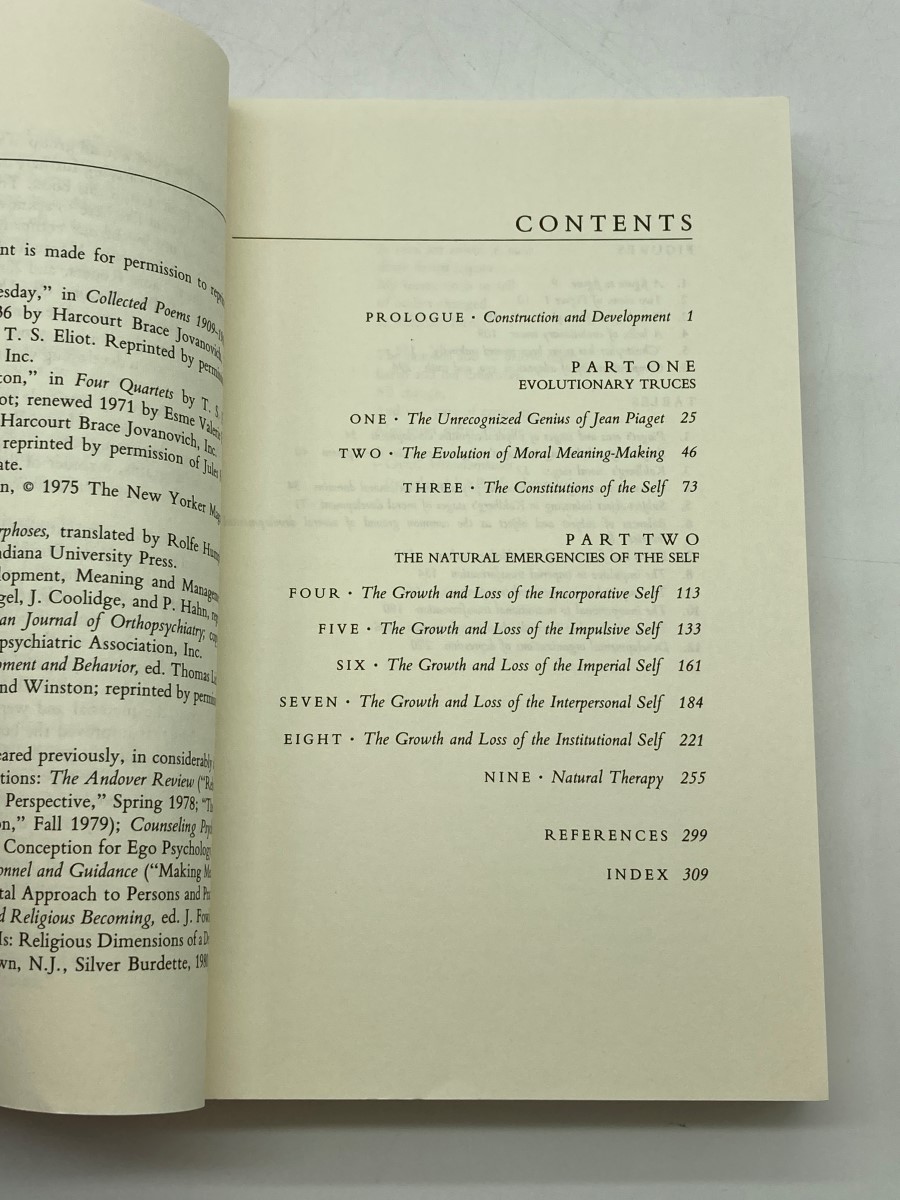 nt is made for permission to
esday," in Collected Poems
36 by Harcourt Brace Jovanovich,
T. S. Eliot. Reprinted by
Inc.
ton," in Four Quartets by T. S.
ot; renewed 1971 by Esme
Harcourt Brace Jovanovich, Inc.
reprinted by permission of Jules
ate.
n, © 1975 The New Yorker
rphoses, translated by Rolfe
ndiana University Press.
lopment, Meaning and
gel, J. Coolidge, and P. Hahn,
an Journal of Orthopsychiatry,
psychiatric Association, Inc.
pment and Behavior, ed. Thomas
nd Winston; reprinted by
eared previously, in considerably
tions: The Andover Review
Perspective," Spring 1978;
on," Fall 1979); Counseling
Conception for Ego Psychology
onnel and Guidance ("Making
tal Approach to Persons and
d Religious Becoming, ed. J.
Is: Religious Dimensions of a
wn, N.J., Silver Burdette,
CONTENTS
PROLOGUE · Construction and Development 1
PART ONE
EVOLUTIONARY TRUCES
ONE · The Unrecognized Genius of Jean Piaget 25
TWO · The Evolution of Moral Meaning-Making 46
THREE · The Constitutions of the Self 73
PART TWO
THE NATURAL EMERGENCIES OF THE SELF
FOUR · The Growth and Loss of the Incorporative Self 113
FIVE · The Growth and Loss of the Impulsive Self 133
SIX · The Growth and Loss of the Imperial Self 161
SEVEN · The Growth and Loss of the Interpersonal Self 184
EIGHT · The Growth and Loss of the Institutional Self 221
NINE · Natural Therapy 255
REFERENCES 299
INDEX 309